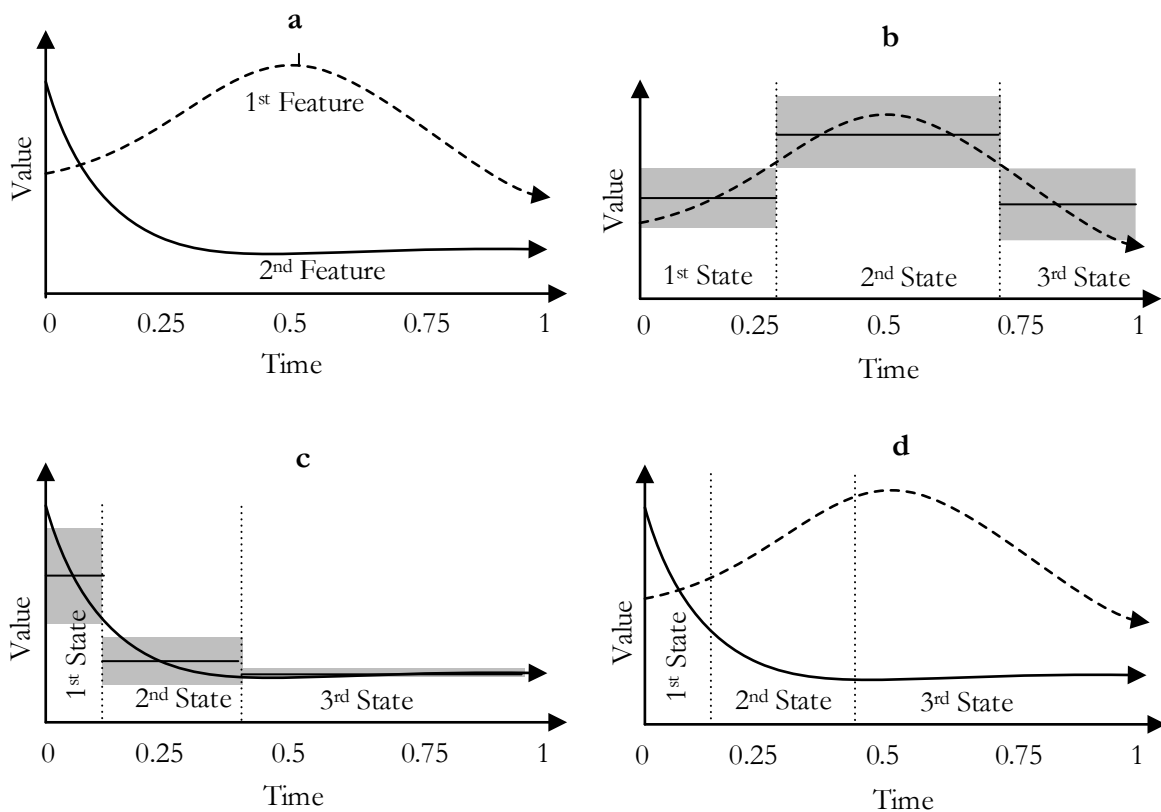 a
Value
1st Feature
2nd Feature
0 0.25 0.5 0.75 1
Time
b
Value
1st State 2nd State 3rd State
0 0.25 0.5 0.75 1
Time
c
Value
1st State
2nd State 3rd State
0 0.25 0.5 0.75 1
Time
d
Value
1st State
2nd State 3rd State
0 0.25 0.5 0.75 1
Time